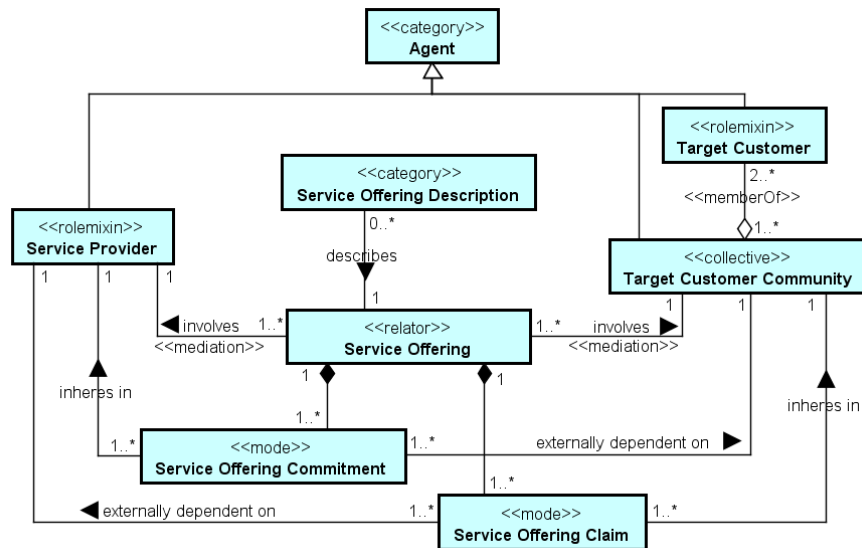 <<category>>
Agent
<<rolemixin>>
Target Customer
2..*
<<memberOf>>
1..*
<<category>>
Service Offering Description
0..*
describes
1
<<rolemixin>>
Service Provider
1
1
1
<<collective>>
Target Customer Community
1
1
1
involves
1..*
<<mediation>>
<<relator>>
Service Offering
1..*
involves
<<mediation>>
1
1
inheres in
inheres in
1..*
1..*
<<mode>>
Service Offering Commitment
1..*
externally dependent on
1..*
externally dependent on
1..*
<<mode>>
Service Offering Claim
1..*